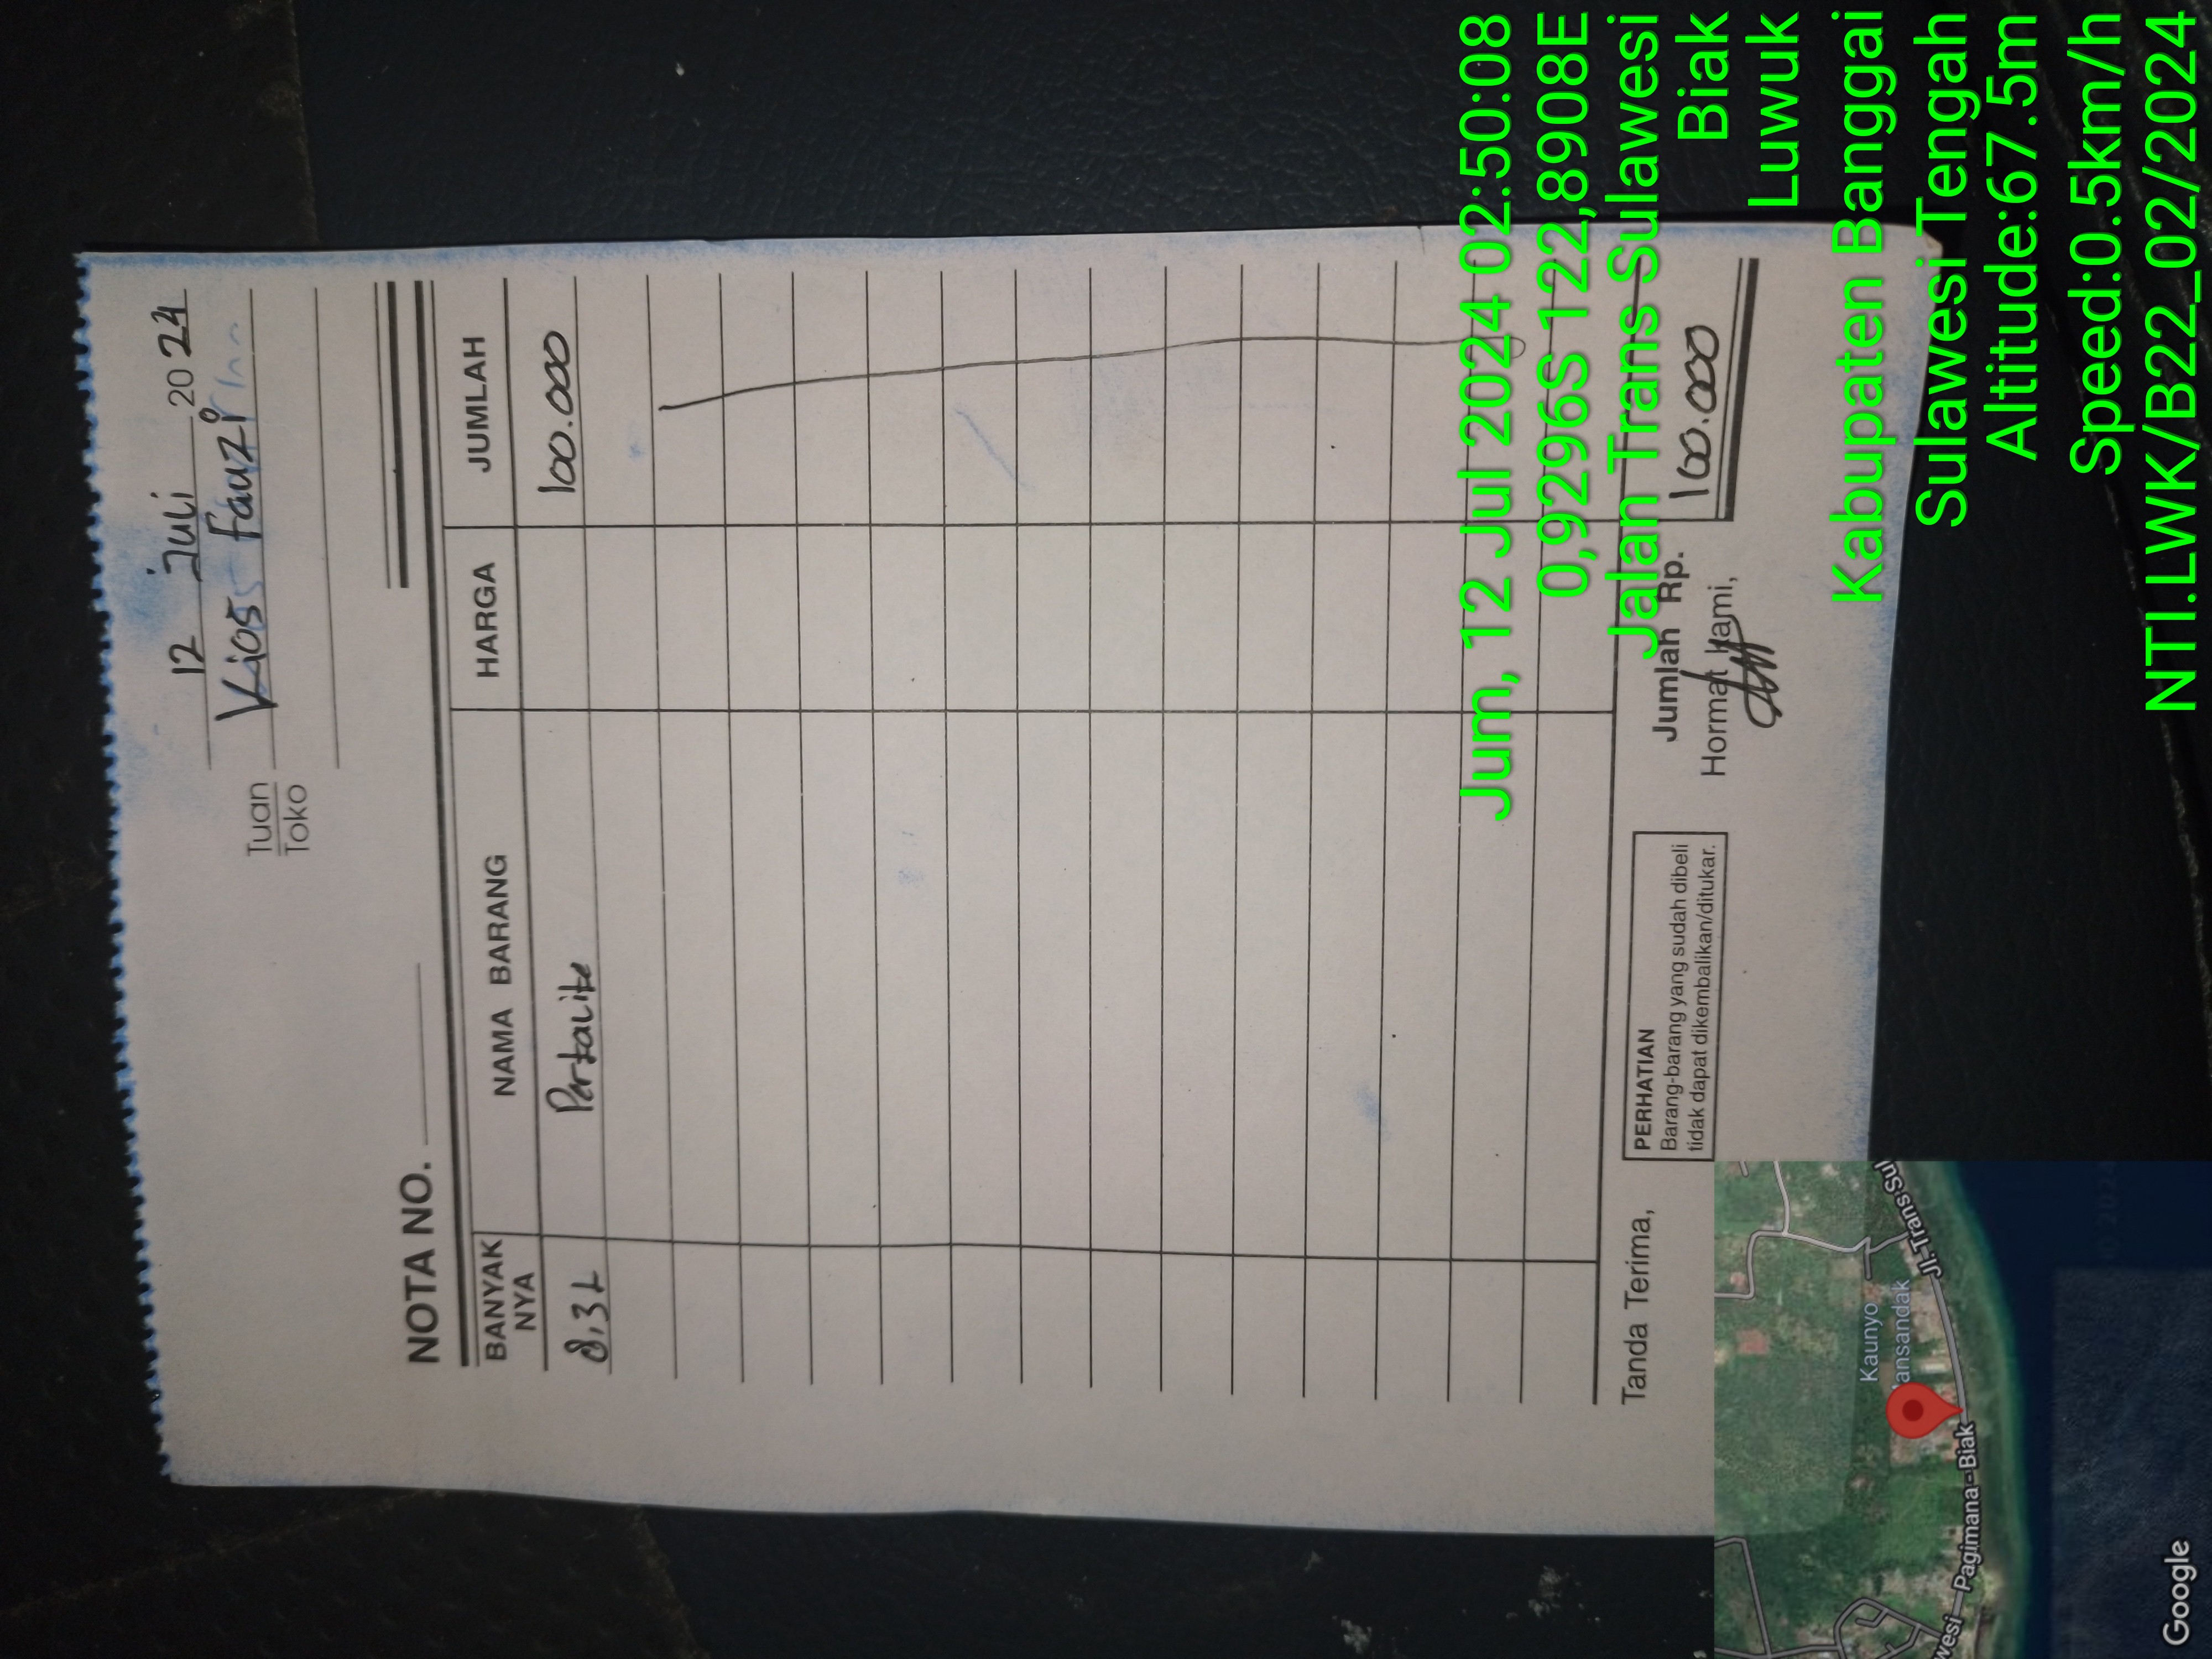 12 Juli 2024
Tuan
Toko
Kios Fauzi
NOTA NO.
BANYAK NYA NAMA BARANG HARGA JUMLAH
8,3 L Pertalite 100.000
Jumlah Rp. 100.000
Tanda Terima,
PERHATIAN
Barang-barang yang sudah dibeli
tidak dapat dikembalikan/ditukar.
Hormat kami,
Jum, 12 Jul 2024 02:50:08
0,9296S 122,8908E
Jalan Trans Sulawesi
Biak
Luwuk
Kabupaten Banggai
Sulawesi Tengah
Altitude:67.5m
Speed:0.5km/h
NTI.LWK/B22_02/2024
Kaunyo
ansandak
Jl. Trans Sul
wesi - Pagimana - Biak
Google